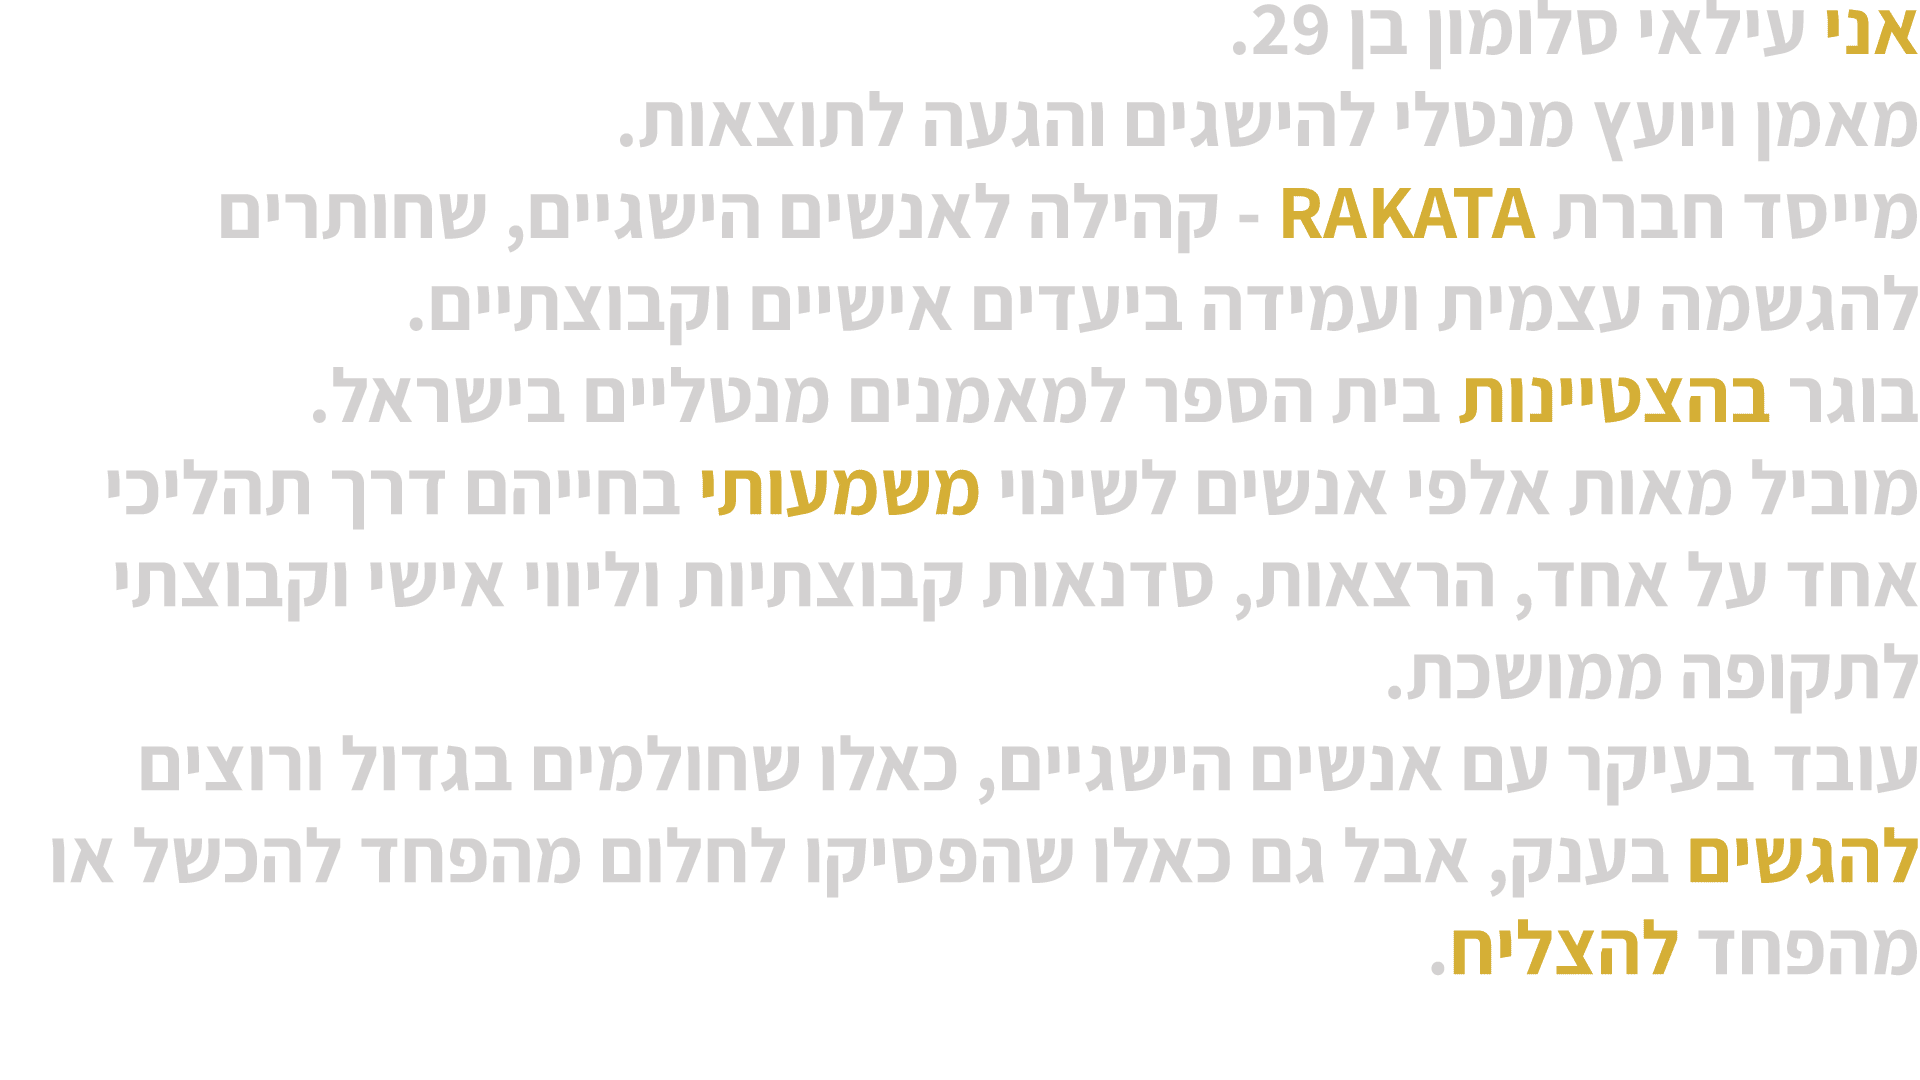 אני עילאי סלומון בן 29.
מאמן ויועץ מנטלי להישגים והגעה לתוצאות.
מייסד חברת RAKATA - קהילה לאנשים הישגיים, שחותרים
להגשמה עצמית ועמידה ביעדים אישיים וקבוצתיים.
בוגר בהצטיינות בית הספר למאמנים מנטליים בישראל.
מוביל מאות אלפי אנשים לשינוי משמעותי בחייהם דרך תהליכי
אחד על אחד, הרצאות, סדנאות קבוצתיות וליווי אישי וקבוצתי
לתקופה ממושכת.
עובד בעיקר עם אנשים הישגיים, כאלו שחולמים בגדול ורוצים
להגשים בענק, אבל גם כאלו שהפסיקו לחלום מהפחד להכשל או
מהפחד להצליח.